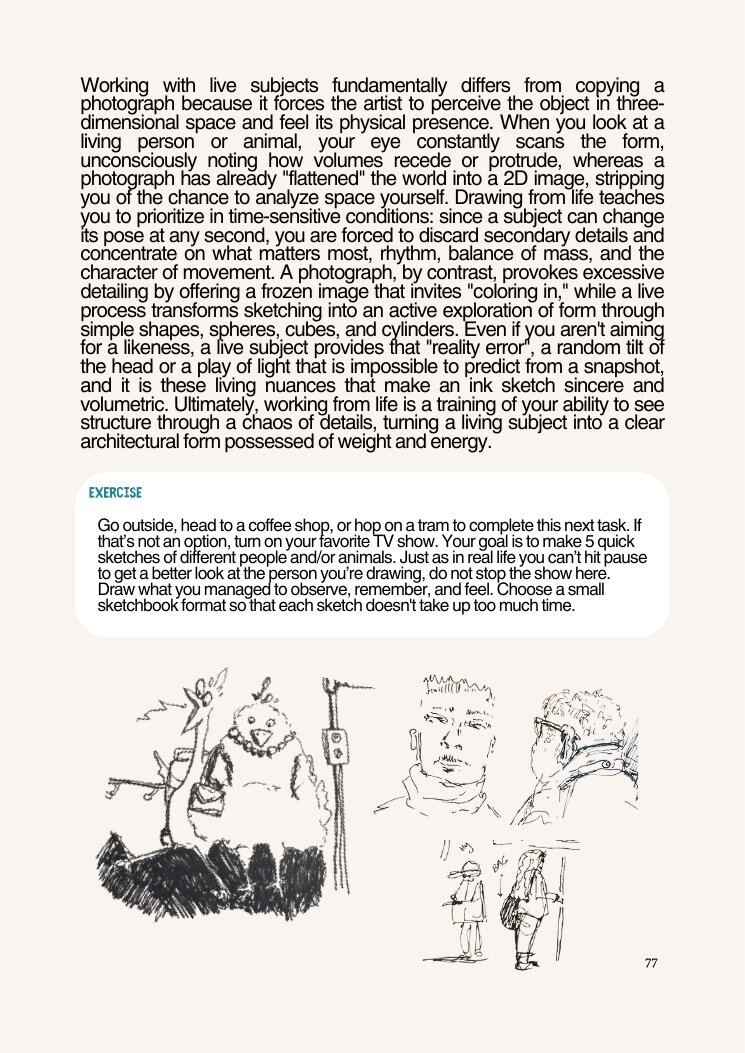 Working with live subjects fundamentally differs from copying a
photograph because it forces the artist to perceive the object in three-
dimensional space and feel its physical presence. When you look at a
living person or animal, your eye constantly scans the form,
unconsciously noting how volumes recede or protrude, whereas a
photograph has already "flattened" the world into a 2D image, stripping
you of the chance to analyze space yourself. Drawing from life teaches
you to prioritize in time-sensitive conditions: since a subject can change
its pose at any second, you are forced to discard secondary details and
concentrate on what matters most, rhythm, balance of mass, and the
character of movement. A photograph, by contrast, provokes excessive
detailing by offering a frozen image that invites "coloring in," while a live
process transforms sketching into an active exploration of form through
simple shapes, spheres, cubes, and cylinders. Even if you aren't aiming
for a likeness, a live subject provides that "reality error", a random tilt of
the head or a play of light that is impossible to predict from a snapshot,
and it is these living nuances that make an ink sketch sincere and
volumetric. Ultimately, working from life is a training of your ability to see
structure through a chaos of details, turning a living subject into a clear
architectural form possessed of weight and energy.
EXERCISE
Go outside, head to a coffee shop, or hop on a tram to complete this next task. If
that’s not an option, turn on your favorite TV show. Your goal is to make 5 quick
sketches of different people and/or animals. Just as in real life you can’t hit pause
to get a better look at the person you’re drawing, do not stop the show here.
Draw what you managed to observe, remember, and feel. Choose a small
sketchbook format so that each sketch doesn't take up too much time.
BAG
77